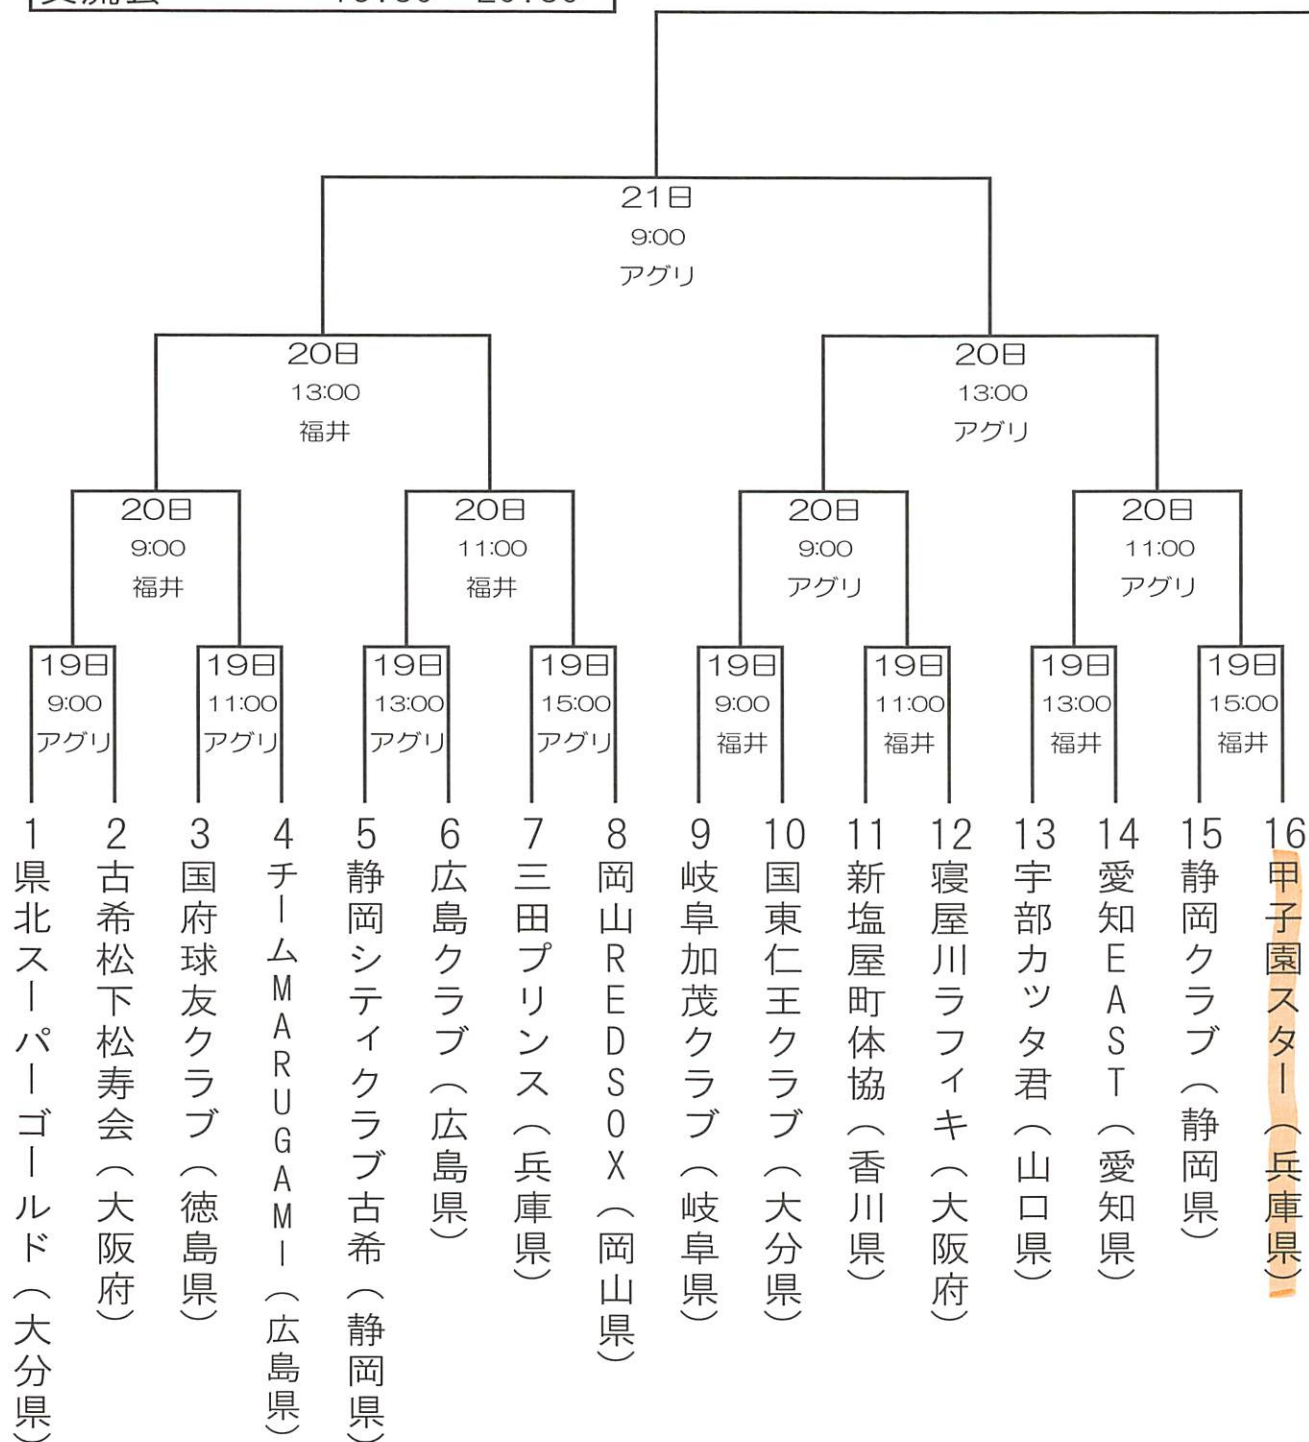 21日
9:00
アグリ
20日
13:00
福井
20日
13:00
アグリ
20日
9:00
福井
20日
11:00
福井
20日
9:00
アグリ
20日
11:00
アグリ
19日
9:00
アグリ
19日
11:00
アグリ
19日
13:00
アグリ
19日
15:00
アグリ
19日
9:00
福井
19日
11:00
福井
19日
13:00
福井
19日
15:00
福井
1 県北スーパーゴールド(大分県)
2 古希松下松寿会(大阪府)
3 国府球友クラブ(徳島県)
4 チームMARUGAMI(広島県)
5 静岡シティクラブ古希(静岡県)
6 広島クラブ(広島県)
7 三田プリンス(兵庫県)
8 岡山REDSOX(岡山県)
9 岐阜加茂クラブ(岐阜県)
10 国東仁王クラブ(大分県)
11 新塩屋町体協(香川県)
12 寝屋川ラフィキ(大阪府)
13 宇部カッタ君(山口県)
14 愛知EAST(愛知県)
15 静岡クラブ(静岡県)
16 甲子園スター(兵庫県)